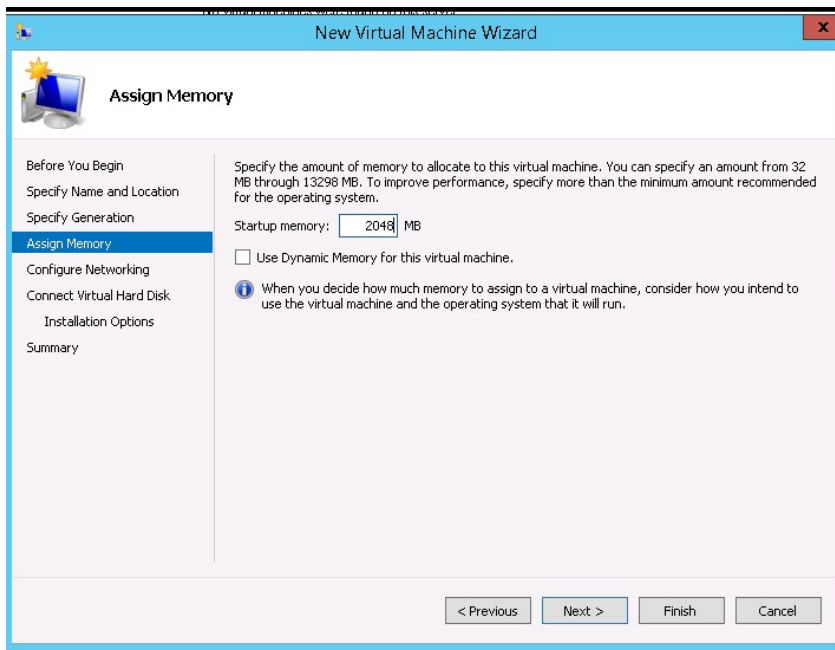 New Virtual Machine Wizard
x
Assign Memory
Before You Begin
Specify Name and Location
Specify Generation
Assign Memory
Configure Networking
Connect Virtual Hard Disk
Installation Options
Summary
Specify the amount of memory to allocate to this virtual machine. You can specify an amount from 32
MB through 13298 MB. To improve performance, specify more than the minimum amount recommended
for the operating system.
Startup memory: 2048 MB
Use Dynamic Memory for this virtual machine.
When you decide how much memory to assign to a virtual machine, consider how you intend to
use the virtual machine and the operating system that it will run.
< Previous Next > Finish Cancel